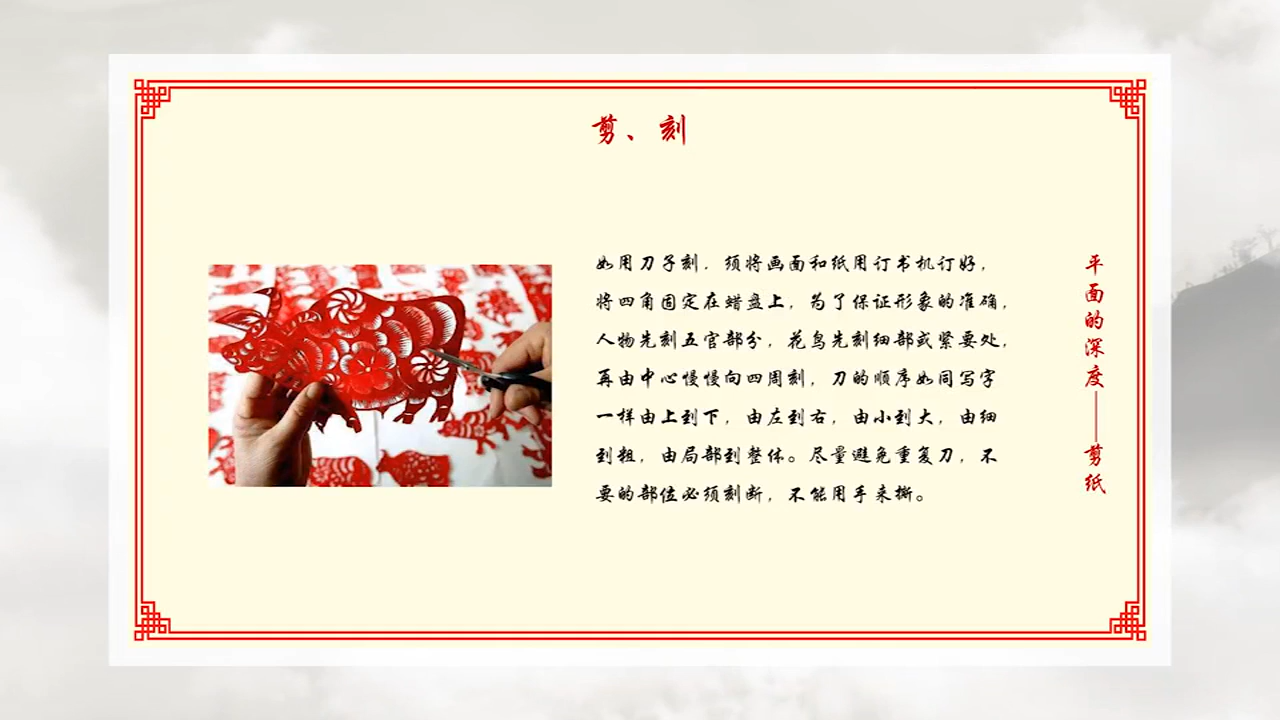 剪、刻
如用刀子刻．须将画面和纸用订书机订好，
将四角固定在蜡盘上，为了保证形象的准确，
人物先刻五官部分，花鸟先刻细部或紧要处，
再由中心慢慢向四周刻，刀的顺序如同写字
一样由上到下，由左到右，由小到大，由细
到粗，由局部到整体。尽量避免重复刀，不
要的部位必须刻断，不能用手来撕。
平面的深度——剪纸